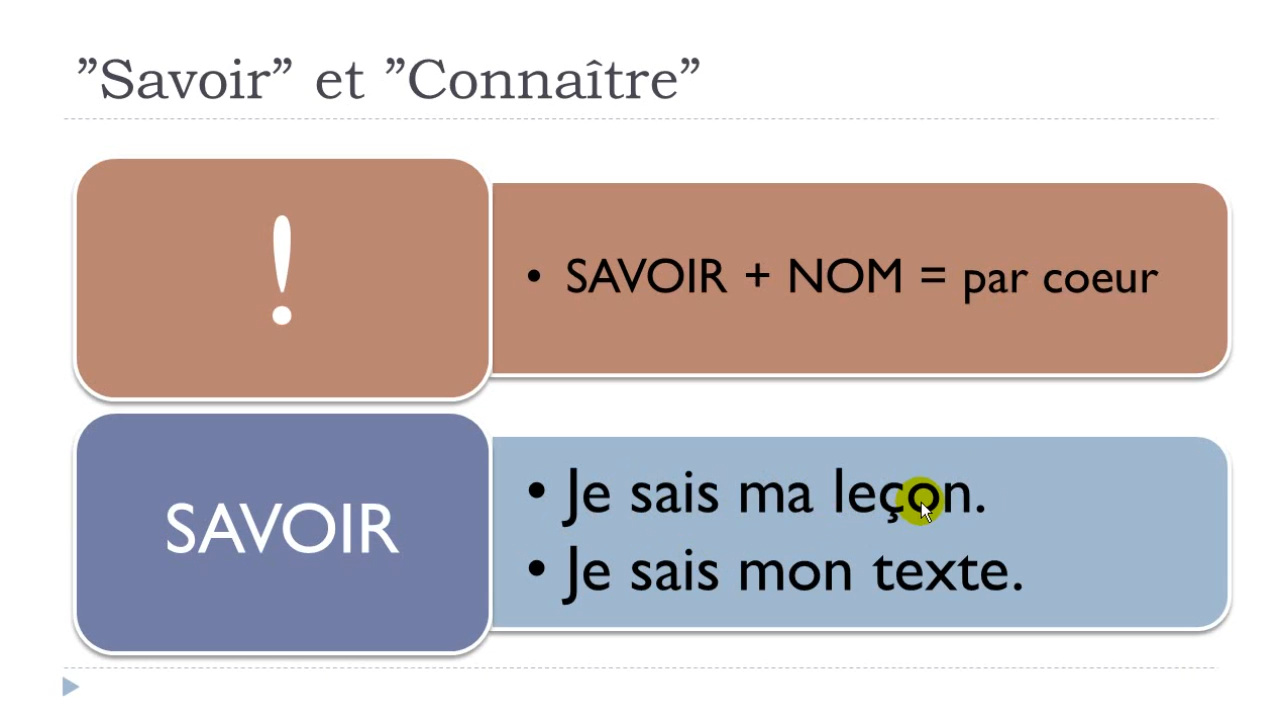 ”Savoir” et ”Connaître”
!
• SAVOIR + NOM = par coeur
SAVOIR
• Je sais ma leçon.
• Je sais mon texte.